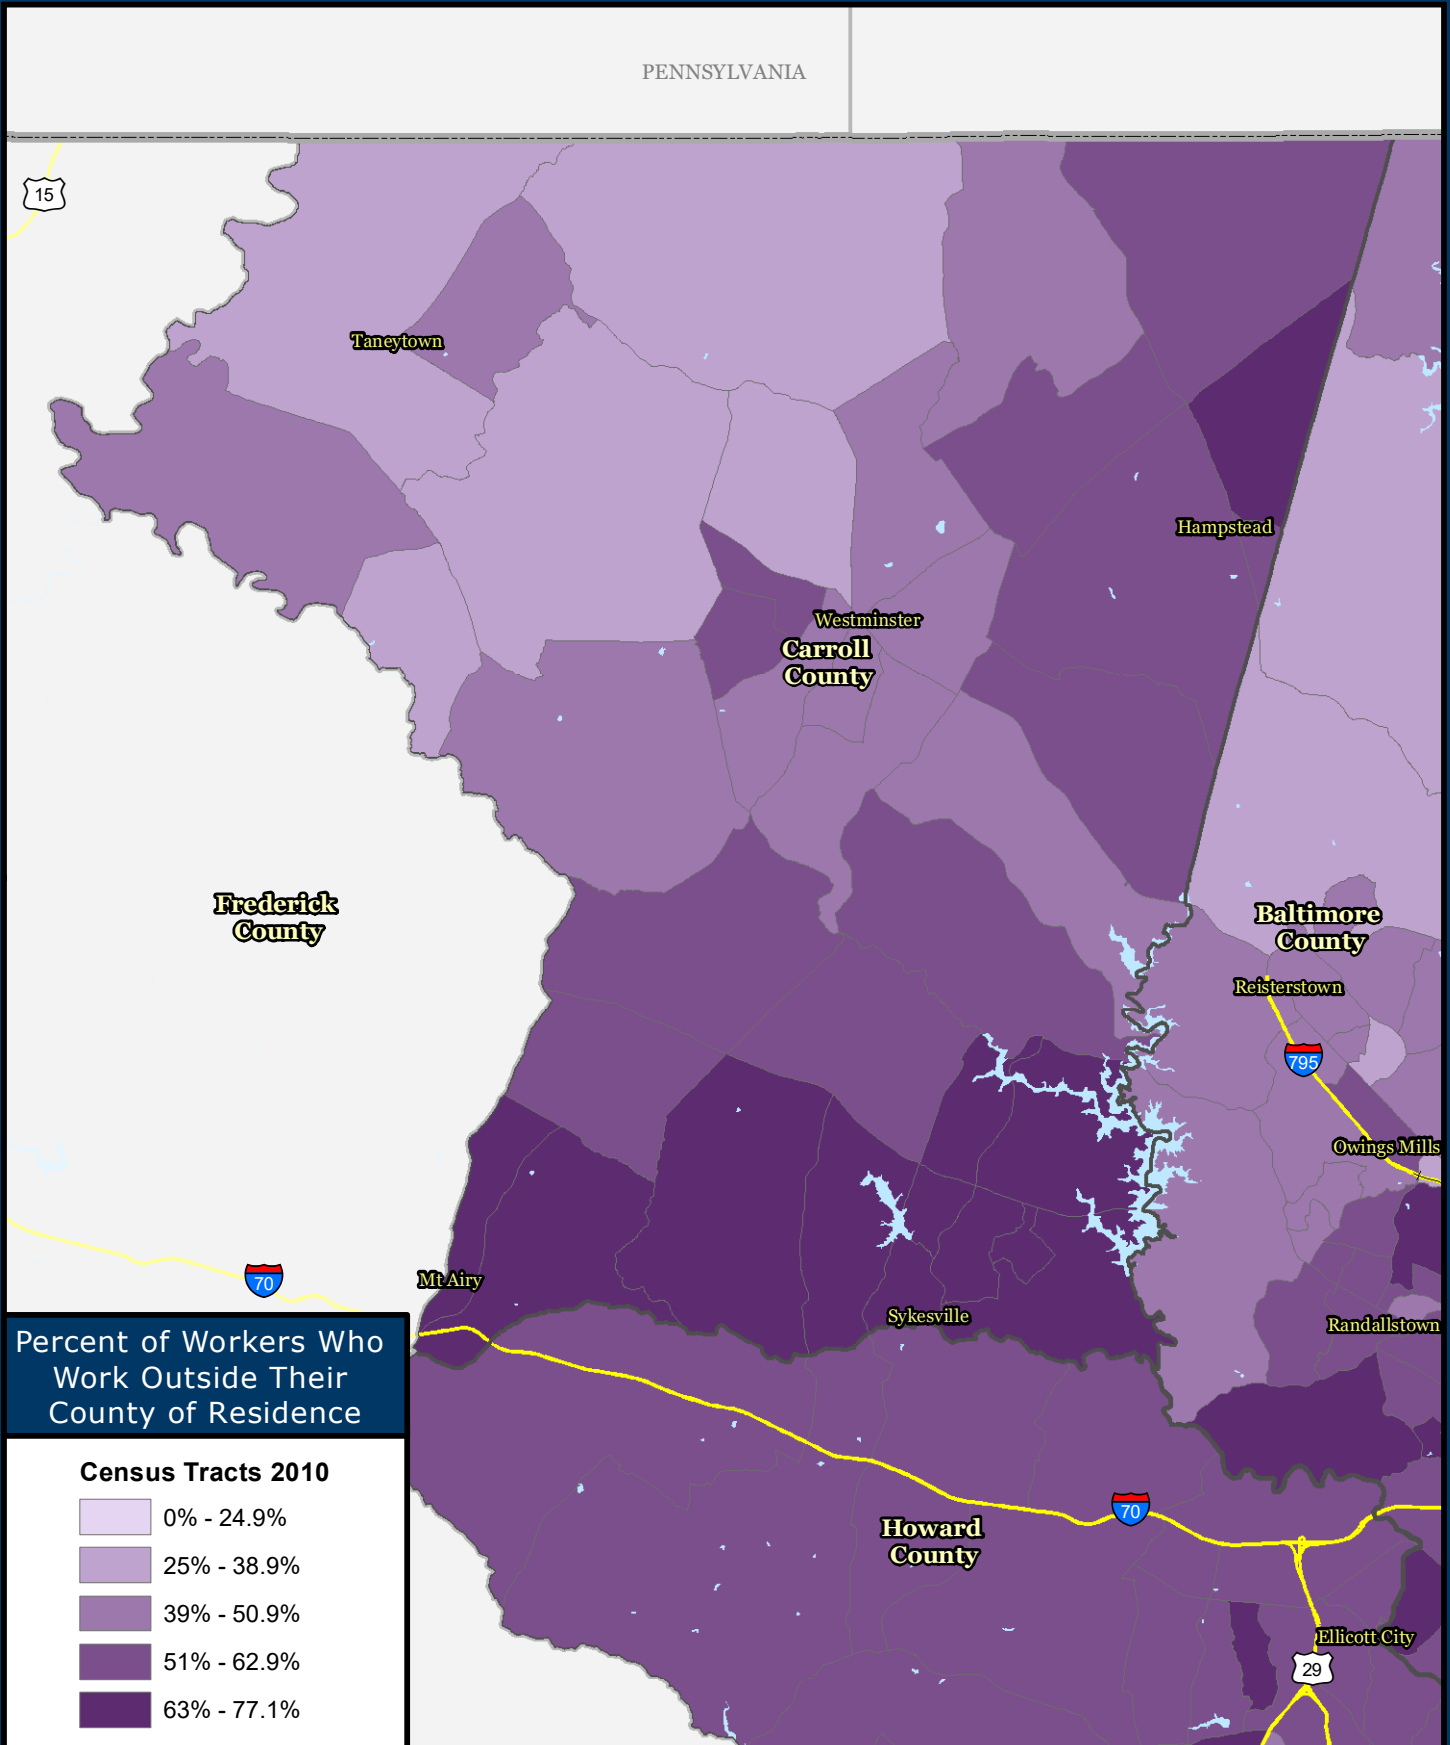 PENNSYLVANIA
15
Taneytown
Hampstead
Westminster
Carroll
County
Frederick
County
Baltimore
County
Reisterstown
795
Owings Mills
70
Mt Airy
Sykesville
Randallstown
Percent of Workers Who
Work Outside Their
County of Residence
Census Tracts 2010
0% - 24.9%
25% - 38.9%
39% - 50.9%
51% - 62.9%
63% - 77.1%
70
Howard
County
Ellicott City
29